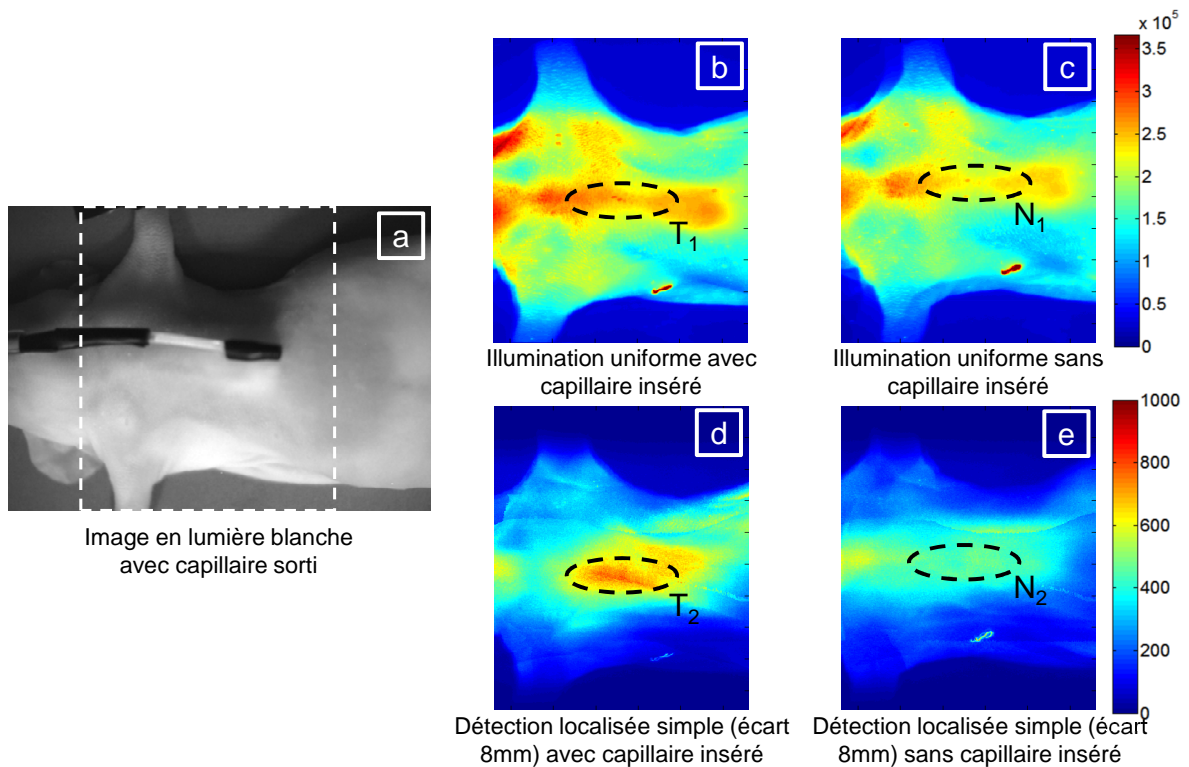 a
Image en lumière blanche
avec capillaire sorti
b
T1
Illumination uniforme avec
capillaire inséré
c
N1
Illumination uniforme sans
capillaire inséré
x 10^5
3.5
3
2.5
2
1.5
1
0.5
0
d
T2
Détection localisée simple (écart
8mm) avec capillaire inséré
e
N2
Détection localisée simple (écart
8mm) sans capillaire inséré
1000
800
600
400
200
0